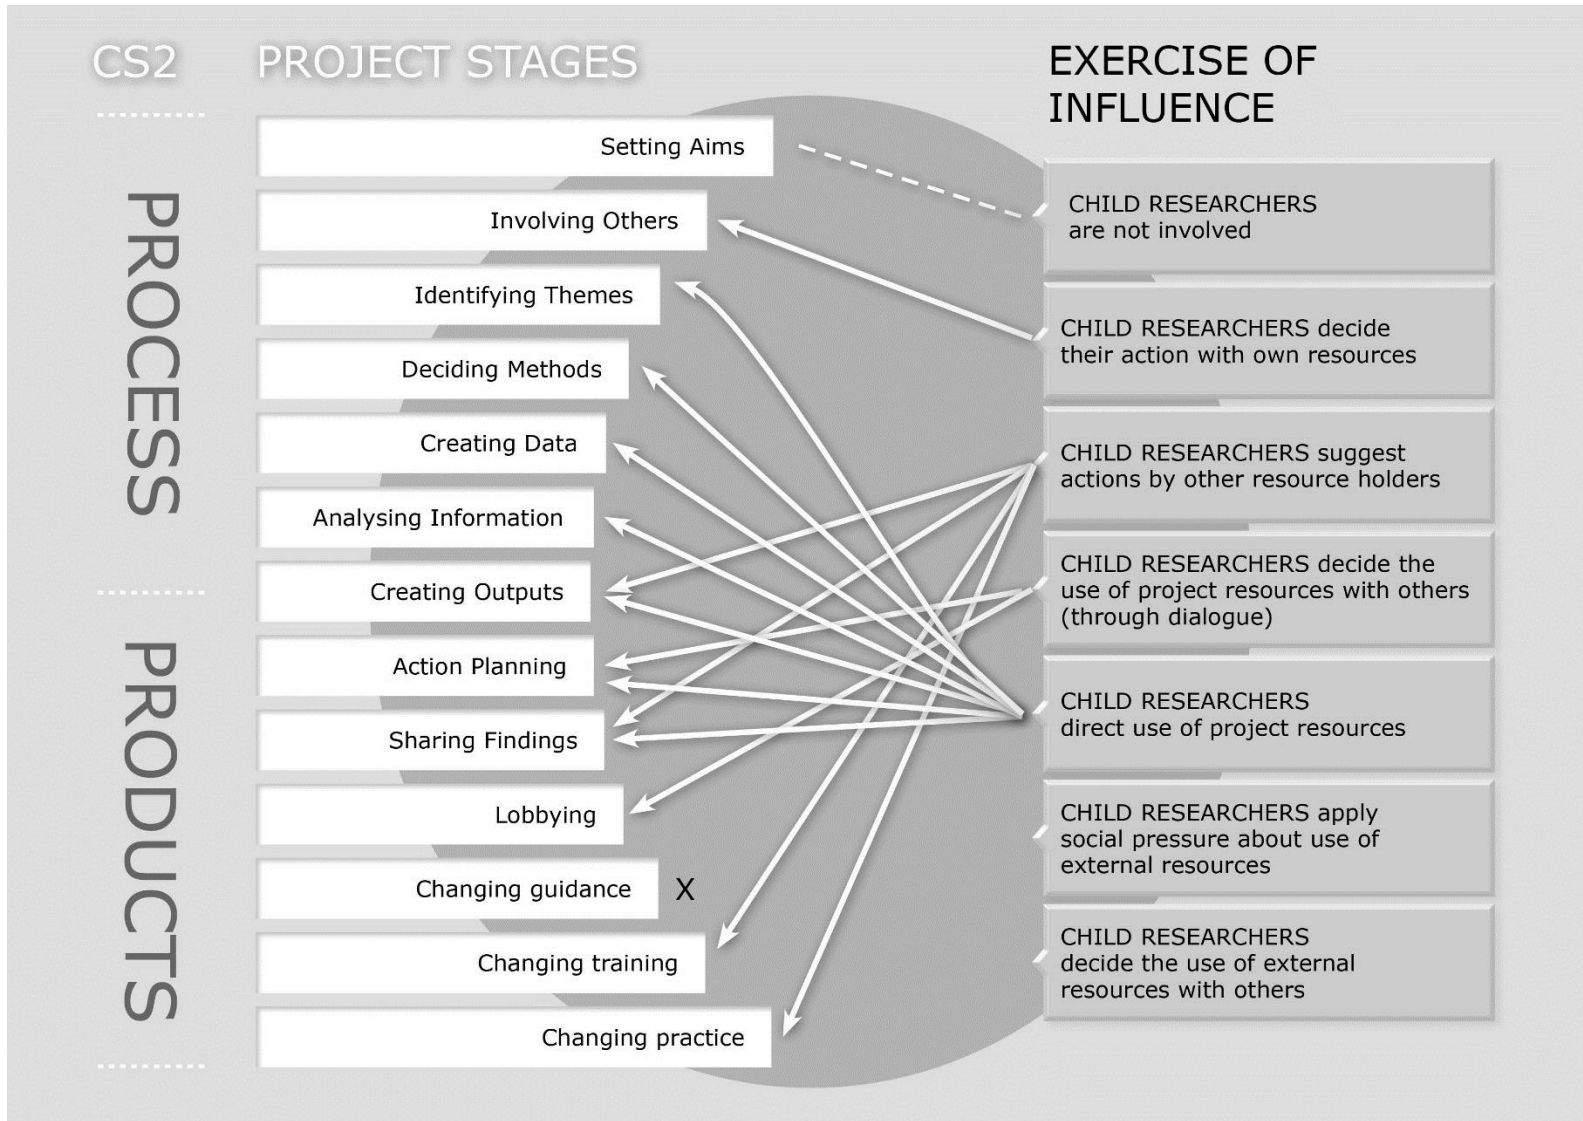 CS2
PROJECT STAGES
EXERCISE OF
INFLUENCE
PROCESS
PRODUCTS
Setting Aims
Involving Others
Identifying Themes
Deciding Methods
Creating Data
Analysing Information
Creating Outputs
Action Planning
Sharing Findings
Lobbying
Changing guidance
X
Changing training
Changing practice
CHILD RESEARCHERS
are not involved
CHILD RESEARCHERS decide
their action with own resources
CHILD RESEARCHERS suggest
actions by other resource holders
CHILD RESEARCHERS decide the
use of project resources with others
(through dialogue)
CHILD RESEARCHERS
direct use of project resources
CHILD RESEARCHERS apply
social pressure about use of
external resources
CHILD RESEARCHERS
decide the use of external
resources with others